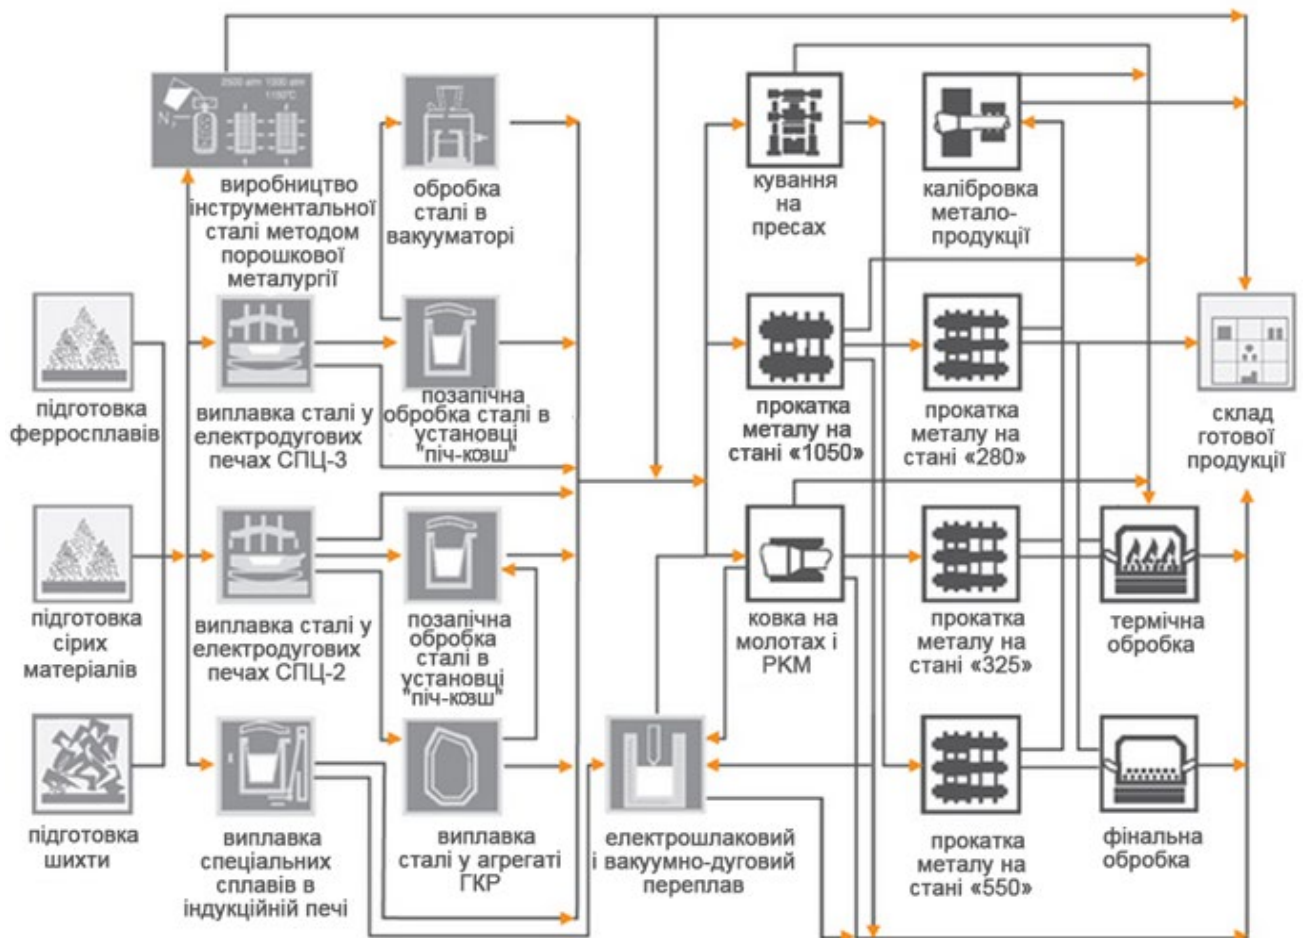 2500 atm 1300 atm
1150°C
N
виробництво
інструментальної
сталі методом
порошкової
металургії
обробка
сталі в
вакууматорі
кування
на
пресах
калібровка
метало-
продукції
підготовка
ферросплавів
виплавка сталі у
електродугових
печах СПЦ-3
позапічна
обробка сталі в
установці
"піч-козш"
прокатка
металу на
стані «1050»
прокатка
металу на
стані «280»
склад
готової
продукції
підготовка
сірих
матеріалів
виплавка сталі у
електродугових
печах СПЦ-2
позапічна
обробка
сталі в
установці
"піч-козш"
ковка на
молотах і
РКМ
прокатка
металу на
стані «325»
термічна
обробка
підготовка
шихти
виплавка
спеціальних
сплавів в
індукційній печі
виплавка
сталі у агрегаті
ГКР
електрошлаковий
і вакуумно-дуговий
переплав
прокатка
металу на
стані «550»
фінальна
обробка